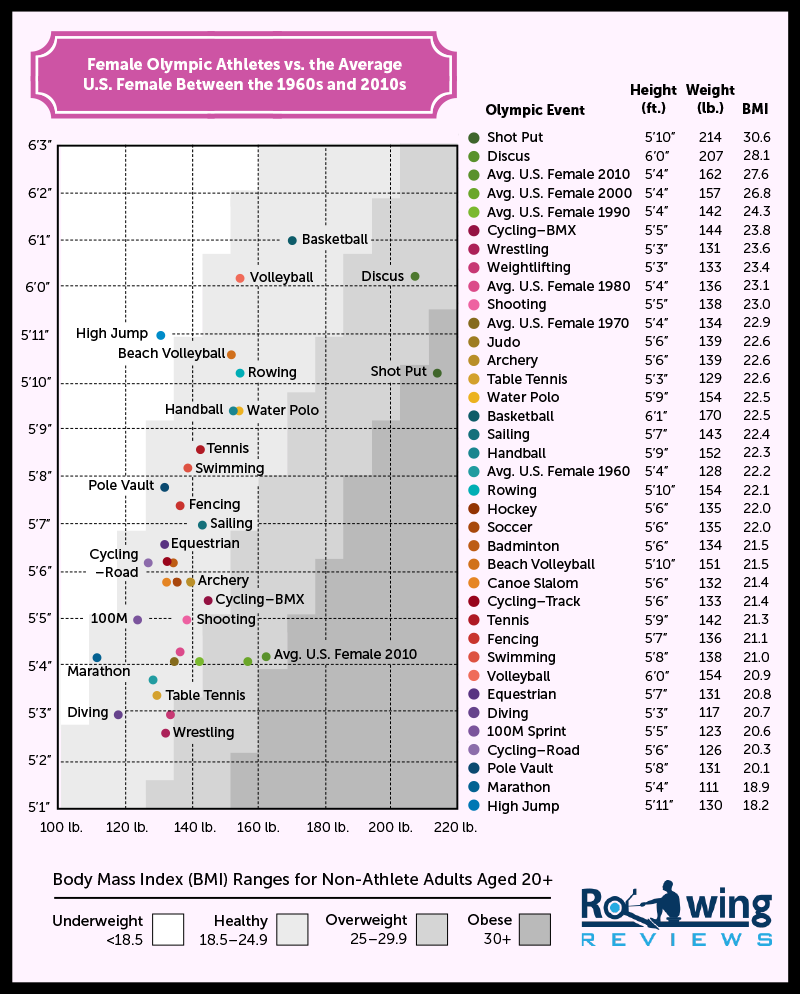 Female Olympic Athletes vs. the Average
U.S. Female Between the 1960s and 2010s
Olympic Event Height (ft.) Weight (lb.) BMI
Shot Put 5'10" 214 30.6
Discus 6'0" 207 28.1
Avg. U.S. Female 2010 5'4" 162 27.6
Avg. U.S. Female 2000 5'4" 157 26.8
Avg. U.S. Female 1990 5'4" 142 24.3
Cycling–BMX 5'5" 144 23.8
Wrestling 5'3" 131 23.6
Weightlifting 5'3" 133 23.4
Avg. U.S. Female 1980 5'4" 136 23.1
Shooting 5'5" 138 23.0
Avg. U.S. Female 1970 5'4" 134 22.9
Judo 5'6" 139 22.6
Archery 5'6" 139 22.6
Table Tennis 5'3" 129 22.6
Water Polo 5'9" 154 22.5
Basketball 6'1" 170 22.5
Sailing 5'7" 143 22.4
Handball 5'9" 152 22.3
Avg. U.S. Female 1960 5'4" 128 22.2
Rowing 5'10" 154 22.1
Hockey 5'6" 135 22.0
Soccer 5'6" 135 22.0
Badminton 5'6" 134 21.5
Beach Volleyball 5'10" 151 21.5
Canoe Slalom 5'6" 132 21.4
Cycling–Track 5'6" 133 21.4
Tennis 5'9" 142 21.3
Fencing 5'7" 136 21.1
Swimming 5'8" 138 21.0
Volleyball 6'0" 154 20.9
Equestrian 5'7" 131 20.8
Diving 5'3" 117 20.7
100M Sprint 5'5" 123 20.6
Cycling–Road 5'6" 126 20.3
Pole Vault 5'8" 131 20.1
Marathon 5'4" 111 18.9
High Jump 5'11" 130 18.2
6'3"
6'2"
6'1"
6'0"
5'11"
5'10"
5'9"
5'8"
5'7"
5'6"
5'5"
5'4"
5'3"
5'2"
5'1"
Basketball
Volleyball
Discus
High Jump
Beach Volleyball
Rowing
Shot Put
Handball
Water Polo
Tennis
Swimming
Pole Vault
Fencing
Sailing
Equestrian
Cycling
–Road
Archery
Cycling–BMX
100M
Shooting
Avg. U.S. Female 2010
Marathon
Table Tennis
Diving
Wrestling
100 lb. 120 lb. 140 lb. 160 lb. 180 lb. 200 lb. 220 lb.
Body Mass Index (BMI) Ranges for Non-Athlete Adults Aged 20+
Underweight
<18.5
Healthy
18.5–24.9
Overweight
25–29.9
Obese
30+
Rowing
REVIEWS